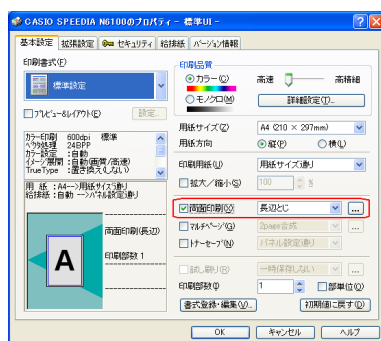 CASIO SPEEDIA N6100のプロパティ - 標準UI -
基本設定 拡張設定 セキュリティ 給排紙 バージョン情報
印刷書式(F)
標準設定
プレビュー&レイアウト(E) 設定...
カラー印刷 600dpi 標準
ヘアラ処理 24BPP
カラー設定 :自動
イメージ展開 :自動(画質/高速)
TrueType :置き換え(しない)
用 紙 :A4-->用紙サイズ通り
給排紙 :自動 -->パネル設定通り
両面印刷(長辺)
A
印刷部数 1
印刷品質
カラー(C) 高速 高精細
モノクロ(M) 詳細設定(T)...
用紙サイズ(Z) A4 (210 × 297mm)
用紙方向 縦(P) 横(L)
印刷用紙(U) 用紙サイズ通り
拡大/縮小(S) 100 %
両面印刷(X) 長辺とじ ...
マルチページ(G) 2page合成 ...
トナーセーブ(N) パネル設定通り
試し刷り(R) 一時保存しない ...
印刷部数(I) 1 部単位(O)
書式登録・編集(V)... 初期値に戻す(D)
OK キャンセル ヘルプ